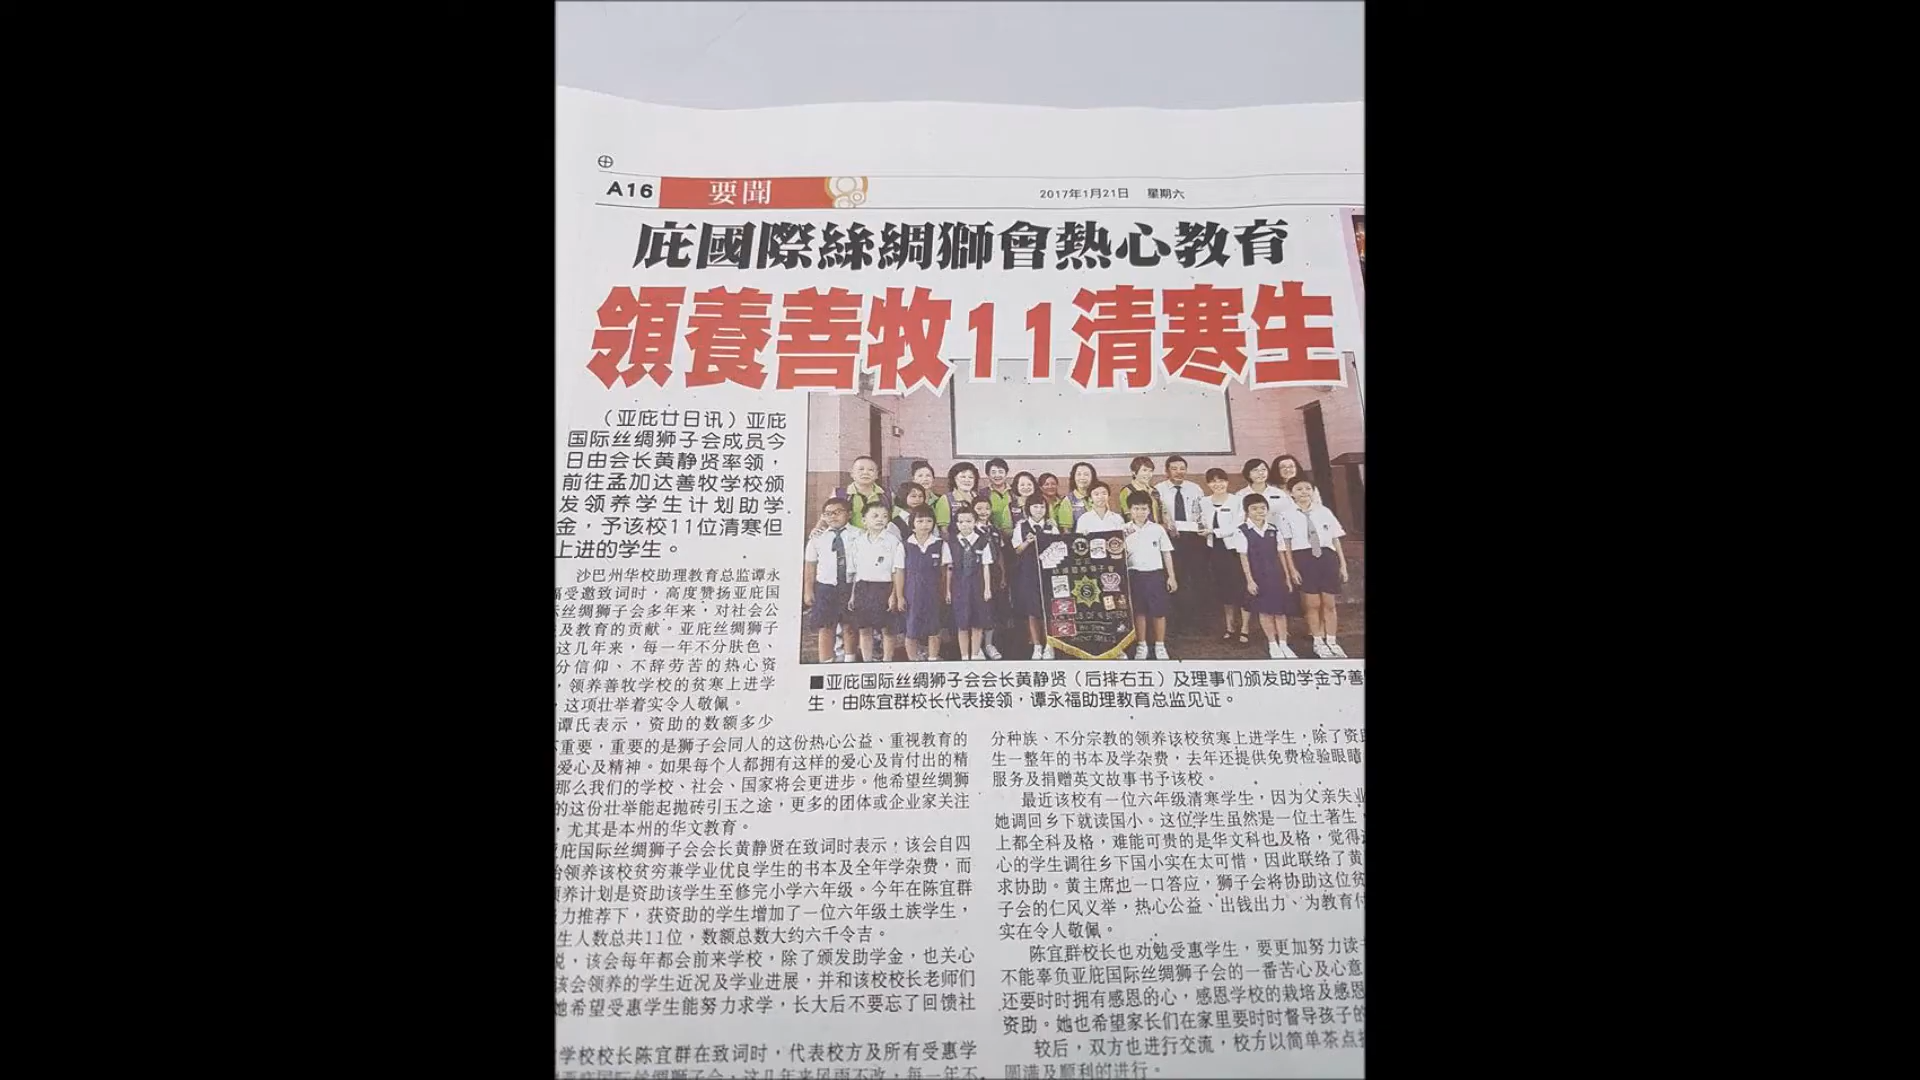 A16
要聞
2017年1月21日 星期六
庇國際絲綢獅會熱心教育
領養善牧11清寒生
(亚庇廿日讯)亚庇
国际丝绸狮子会成员今
日由会长黄静贤率领,
前往孟加达善牧学校颁
发领养学生计划助学
金,予该校11位清寒但
上进的学生。
沙巴州华校助理教育总监谭永
受邀致词时,高度赞扬亚庇国
丝绸狮子会多年来,对社会公
及教育的贡献。亚庇丝绸狮子
这几年来,每一年不分肤色、
分信仰、不辞劳苦的热心资
,领养善牧学校的贫寒上进学
,这项壮举着实令人敬佩。
谭氏表示,资助的数额多少
重要,重要的是狮子会同人的这份热心公益、重视教育的
爱心及精神。如果每个人都拥有这样的爱心及肯付出的精
那么我们的学校、社会、国家将会更进步。他希望丝绸狮
的这份壮举能起抛砖引玉之途,更多的团体或企业家关注
,尤其是本州的华文教育。
庇国际丝绸狮子会会长黄静贤在致词时表示,该会自四
领养该校贫穷兼学业优良学生的书本及全年学杂费,而
养计划是资助该学生至修完小学六年级。今年在陈宜群
力推荐下,获资助的学生增加了一位六年级土族学生,
生人数总共11位,数额总数大约六千令吉。
说,该会每年都会前来学校,除了颁发助学金,也关心
该会领养的学生近况及学业进展,并和该校校长老师们
她希望受惠学生能努力求学,长大后不要忘了回馈社
学校校长陈宜群在致词时,代表校方及所有受惠学
亚庇国际丝绸狮子会,这几年来风雨不改,每一年不
■亚庇国际丝绸狮子会会长黄静贤(后排右五)及理事们颁发助学金予善
生,由陈宜群校长代表接领,谭永福助理教育总监见证。
分种族、不分宗教的领养该校贫寒上进学生,除了资
生一整年的书本及学杂费,去年还提供免费检验眼睛
服务及捐赠英文故事书予该校。
最近该校有一位六年级清寒学生,因为父亲失业
她调回乡下就读国小。这位学生虽然是一位土著生,
上都全科及格,难能可贵的是华文科也及格,觉得
心的学生调往乡下国小实在太可惜,因此联络了黄
求协助。黄主席也一口答应,狮子会将协助这位贫
子会的仁风义举,热心公益、出钱出力、为教育付
实在令人敬佩。
陈宜群校长也劝勉受惠学生,要更加努力读
不能辜负亚庇国际丝绸狮子会的一番苦心及心意
还要时时拥有感恩的心,感恩学校的栽培及感恩
资助。她也希望家长们在家里要时时督导孩子的
较后,双方也进行交流,校方以简单茶点
圆满及顺利的进行。